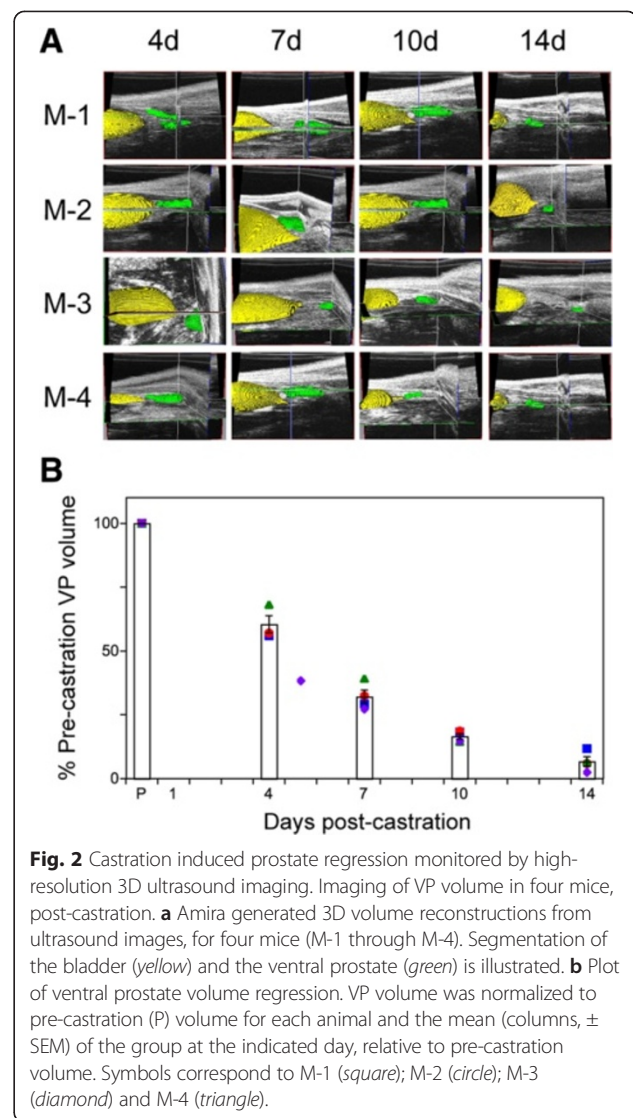 A
4d 7d 10d 14d
M-1
M-2
M-3
M-4
B
% Pre-castration VP volume
100
50
0
P 1 4 7 10 14
Days post-castration
Fig. 2 Castration induced prostate regression monitored by high-
resolution 3D ultrasound imaging. Imaging of VP volume in four mice,
post-castration. a Amira generated 3D volume reconstructions from
ultrasound images, for four mice (M-1 through M-4). Segmentation of
the bladder (yellow) and the ventral prostate (green) is illustrated. b Plot
of ventral prostate volume regression. VP volume was normalized to
pre-castration (P) volume for each animal and the mean (columns, ±
SEM) of the group at the indicated day, relative to pre-castration
volume. Symbols correspond to M-1 (square); M-2 (circle); M-3
(diamond) and M-4 (triangle).